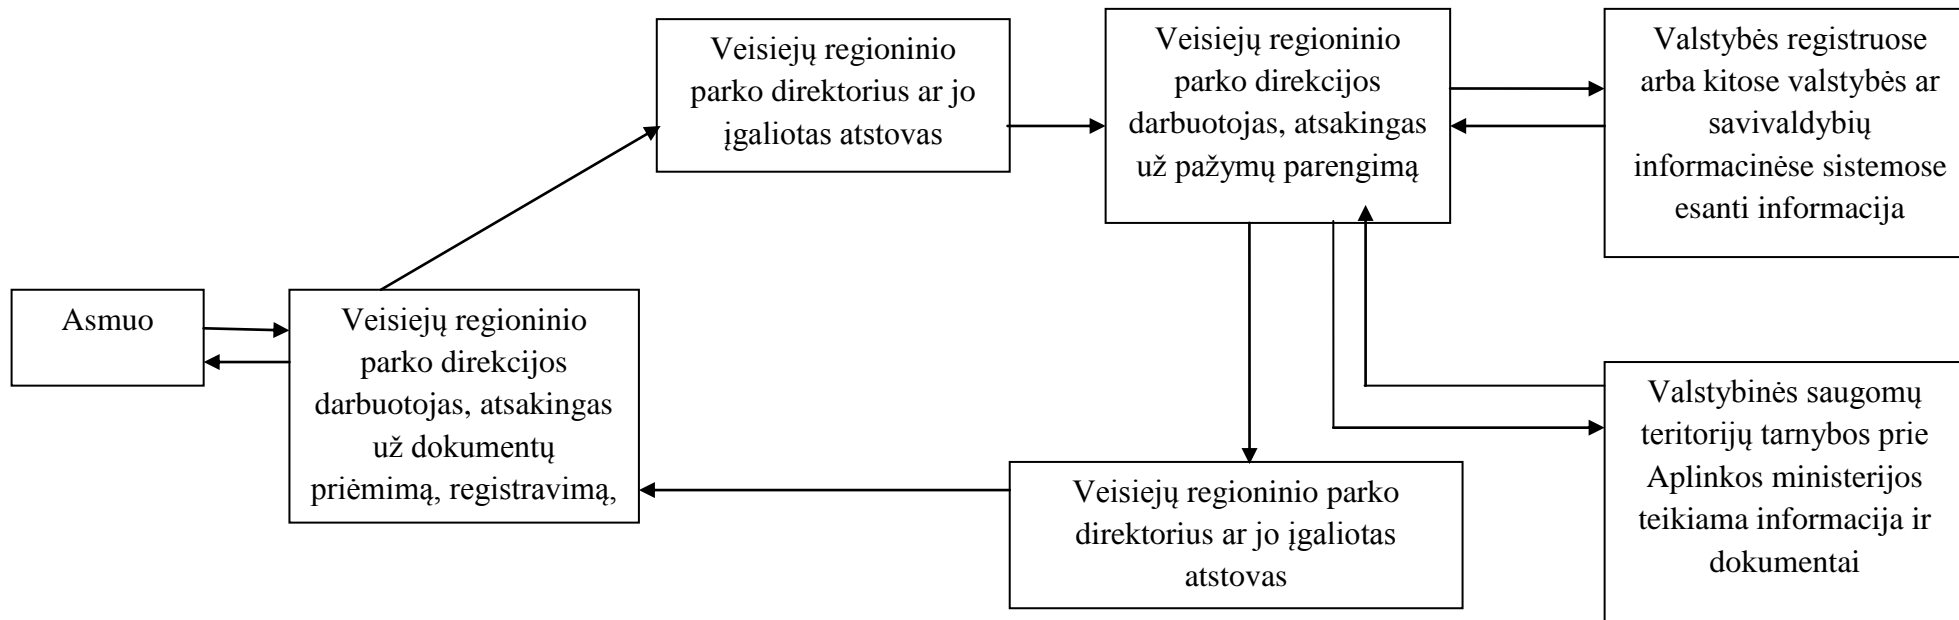 Veisiejų regioninio
parko direktorius ar jo
įgaliotas atstovas
Veisiejų regioninio
parko direkcijos
darbuotojas, atsakingas
už pažymų parengimą
Valstybės registruose
arba kitose valstybės ar
savivaldybių
informacinėse sistemose
esanti informacija
Asmuo
Veisiejų regioninio
parko direkcijos
darbuotojas, atsakingas
už dokumentų
priėmimą, registravimą,
Veisiejų regioninio parko
direktorius ar jo įgaliotas
atstovas
Valstybinės saugomų
teritorijų tarnybos prie
Aplinkos ministerijos
teikiama informacija ir
dokumentai